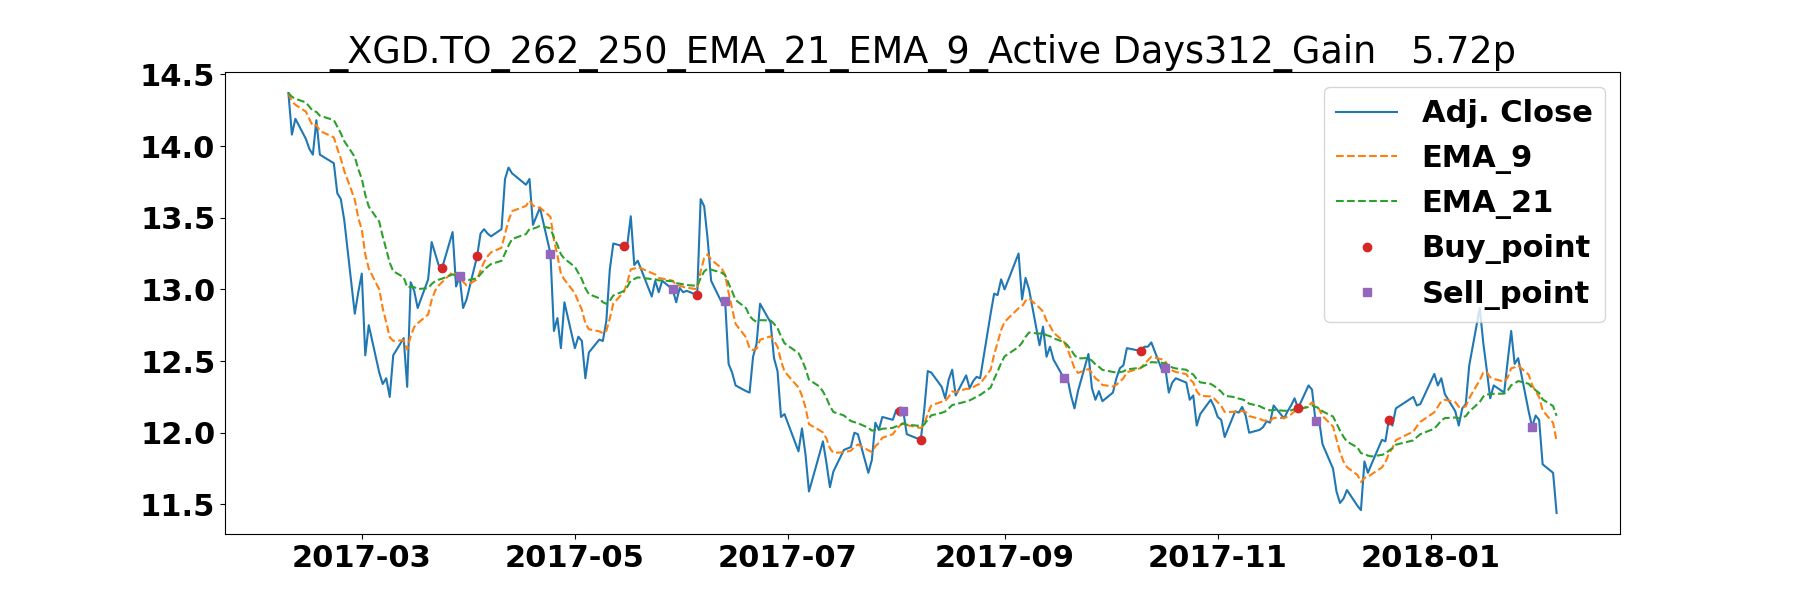 _XGD.TO_262_250_EMA_21_EMA_9_Active Days312_Gain   5.72p
14.5
14.0
13.5
13.0
12.5
12.0
11.5
Adj. Close
EMA_9
EMA_21
Buy_point
Sell_point
2017-03 2017-05 2017-07 2017-09 2017-11 2018-01